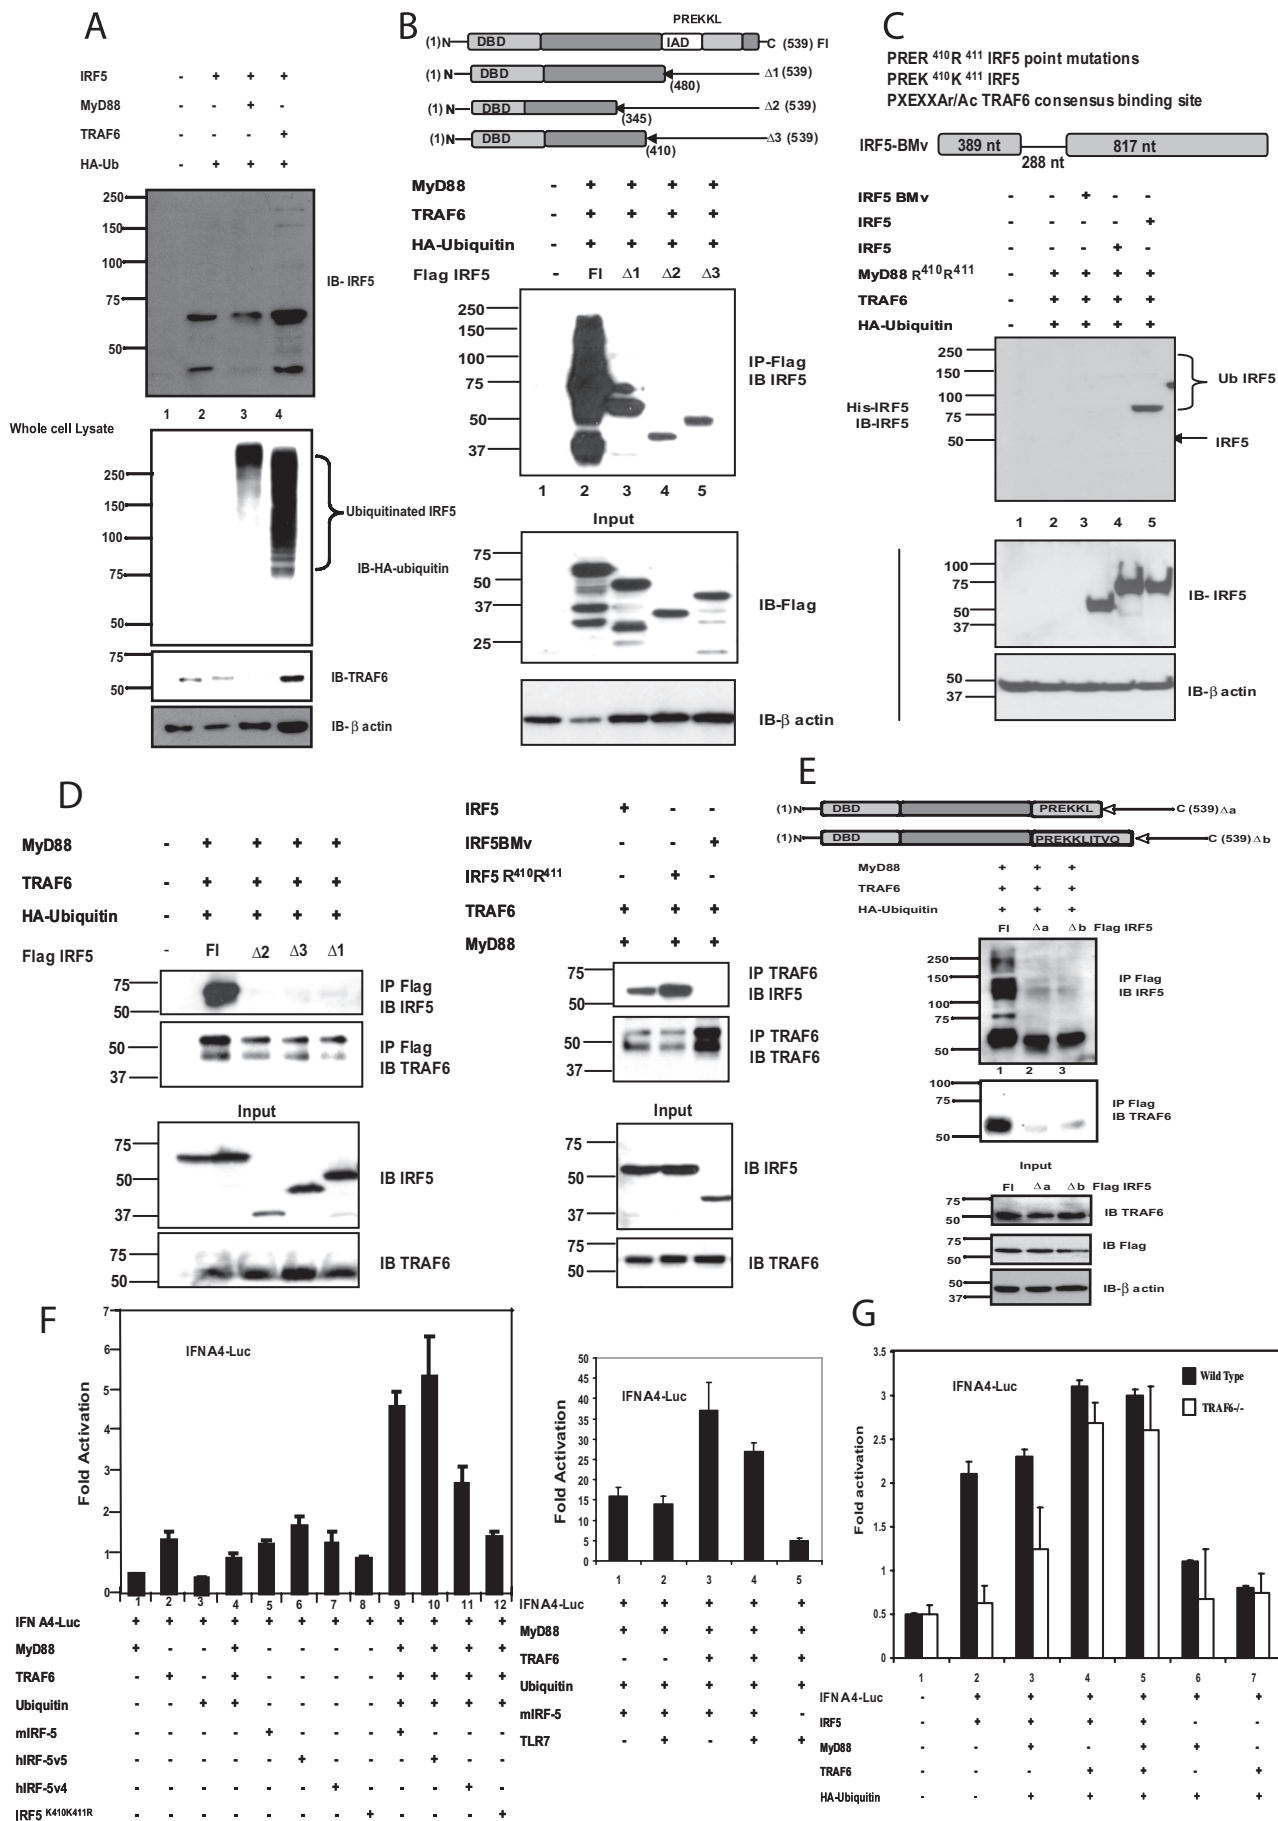 A
IRF5 - + + +
MyD88 - - + -
TRAF6 - - - +
HA-Ub - + + +
250
150
100
75
50
IB- IRF5
1 2 3 4
Whole cell Lysate
250
150
100
75
50
Ubiquitinated IRF5
IB-HA-ubiquitin
75
50
IB-TRAF6
IB-β actin
B
PREKKL
(1)N DBD IAD C (539) Fl
(1) N DBD (480) Δ1 (539)
(1) N DBD (345) Δ2 (539)
(1)N DBD (410) Δ3 (539)
MyD88 - + + + +
TRAF6 - + + + +
HA-Ubiquitin - + + + +
Flag IRF5 - Fl Δ1 Δ2 Δ3
250
150
100
75
50
37
IP-Flag
IB IRF5
1 2 3 4 5
Input
75
50
37
25
IB-Flag
IB-β actin
C
PRER 410R 411 IRF5 point mutations
PREK 410K 411 IRF5
PXEXXAr/Ac TRAF6 consensus binding site
IRF5-BMv 389 nt 288 nt 817 nt
IRF5 BMv - - + - -
IRF5 - - - - +
IRF5 - - - + -
MyD88 R410R411 - + + + +
TRAF6 - + + + +
HA-Ubiquitin - + + + +
250
150
100
75
50
His-IRF5
IB-IRF5
Ub IRF5
IRF5
1 2 3 4 5
100
75
50
37
IB- IRF5
50
37
IB-β actin
D
MyD88 - + + + +
TRAF6 - + + + +
HA-Ubiquitin - + + + +
Flag IRF5 - Fl Δ2 Δ3 Δ1
75
50
IP Flag
IB IRF5
50
37
IP Flag
IB TRAF6
Input
75
50
37
IB IRF5
75
50
IB TRAF6
IRF5 + - -
IRF5BMv - - +
IRF5 R410R411 - + -
TRAF6 + + +
MyD88 + + +
75
50
IP TRAF6
IB IRF5
50
37
IP TRAF6
IB TRAF6
Input
75
50
37
IB IRF5
75
50
IB TRAF6
E
(1)N DBD PREKKL C (539)Δa
(1)N DBD PREKKLITVQ C (539)Δb
MyD88 + + +
TRAF6 + + +
HA-Ubiquitin + + +
Fl Δa Δb Flag IRF5
250
150
100
75
50
IP Flag
IB IRF5
1 2 3
100
75
50
IP Flag
IB TRAF6
Input
Fl Δa Δb Flag IRF5
75
50
IB TRAF6
75
50
IB Flag
50
37
IB-β actin
F
7
6
5
4
3
2
1
0
Fold Activation
IFNA4-Luc
1 2 3 4 5 6 7 8 9 10 11 12
IFN A4-Luc + + + + + + + + + + + +
MyD88 + - - + - - - - + + + +
TRAF6 - + - + - - - - + + + +
Ubiquitin - - + + - - - - + + + +
mIRF-5 - - - - + - - - + - - -
hIRF-5v5 - - - - - + - - - + - -
hIRF-5v4 - - - - - - + - - - + -
IRF5 K410K411R - - - - - - - + - - - +
50
45
40
35
30
25
20
15
10
5
0
Fold Activation
IFNA4-Luc
1 2 3 4 5
IFNA4-Luc + + + + +
MyD88 + + + + +
TRAF6 - - + + +
Ubiquitin + + + + +
mIRF-5 + + + + -
TLR7 - + - + +
G
3.5
3
2.5
2
1.5
1
0.5
0
Fold activation
IFNA4-Luc
Wild Type
TRAF6-/-
1 2 3 4 5 6 7
IFNA4-Luc - + + + + + +
IRF5 - + + + + - -
MyD88 - - + - + + -
TRAF6 - - - + + - +
HA-Ubiquitin - - + + + + +